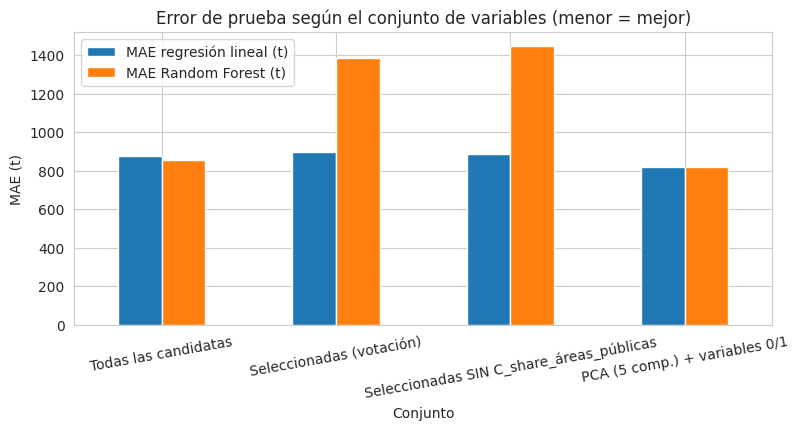 Error de prueba según el conjunto de variables (menor = mejor)
MAE regresión lineal (t)
MAE Random Forest (t)
MAE (t)
1400
1200
1000
800
600
400
200
0
Todas las candidatas
Seleccionadas (votación)
Seleccionadas SIN C_share_áreas_públicas
PCA (5 comp.) + variables 0/1
Conjunto